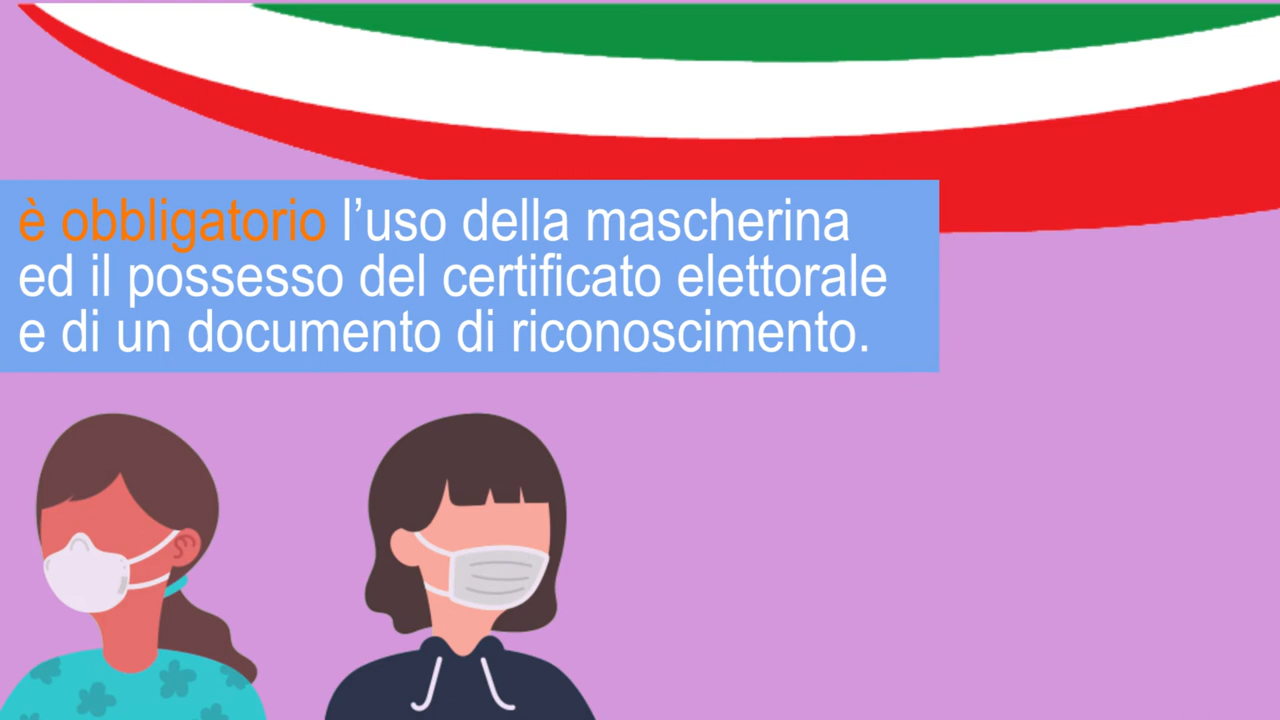 è obbligatorio l’uso della mascherina
ed il possesso del certificato elettorale
e di un documento di riconoscimento.